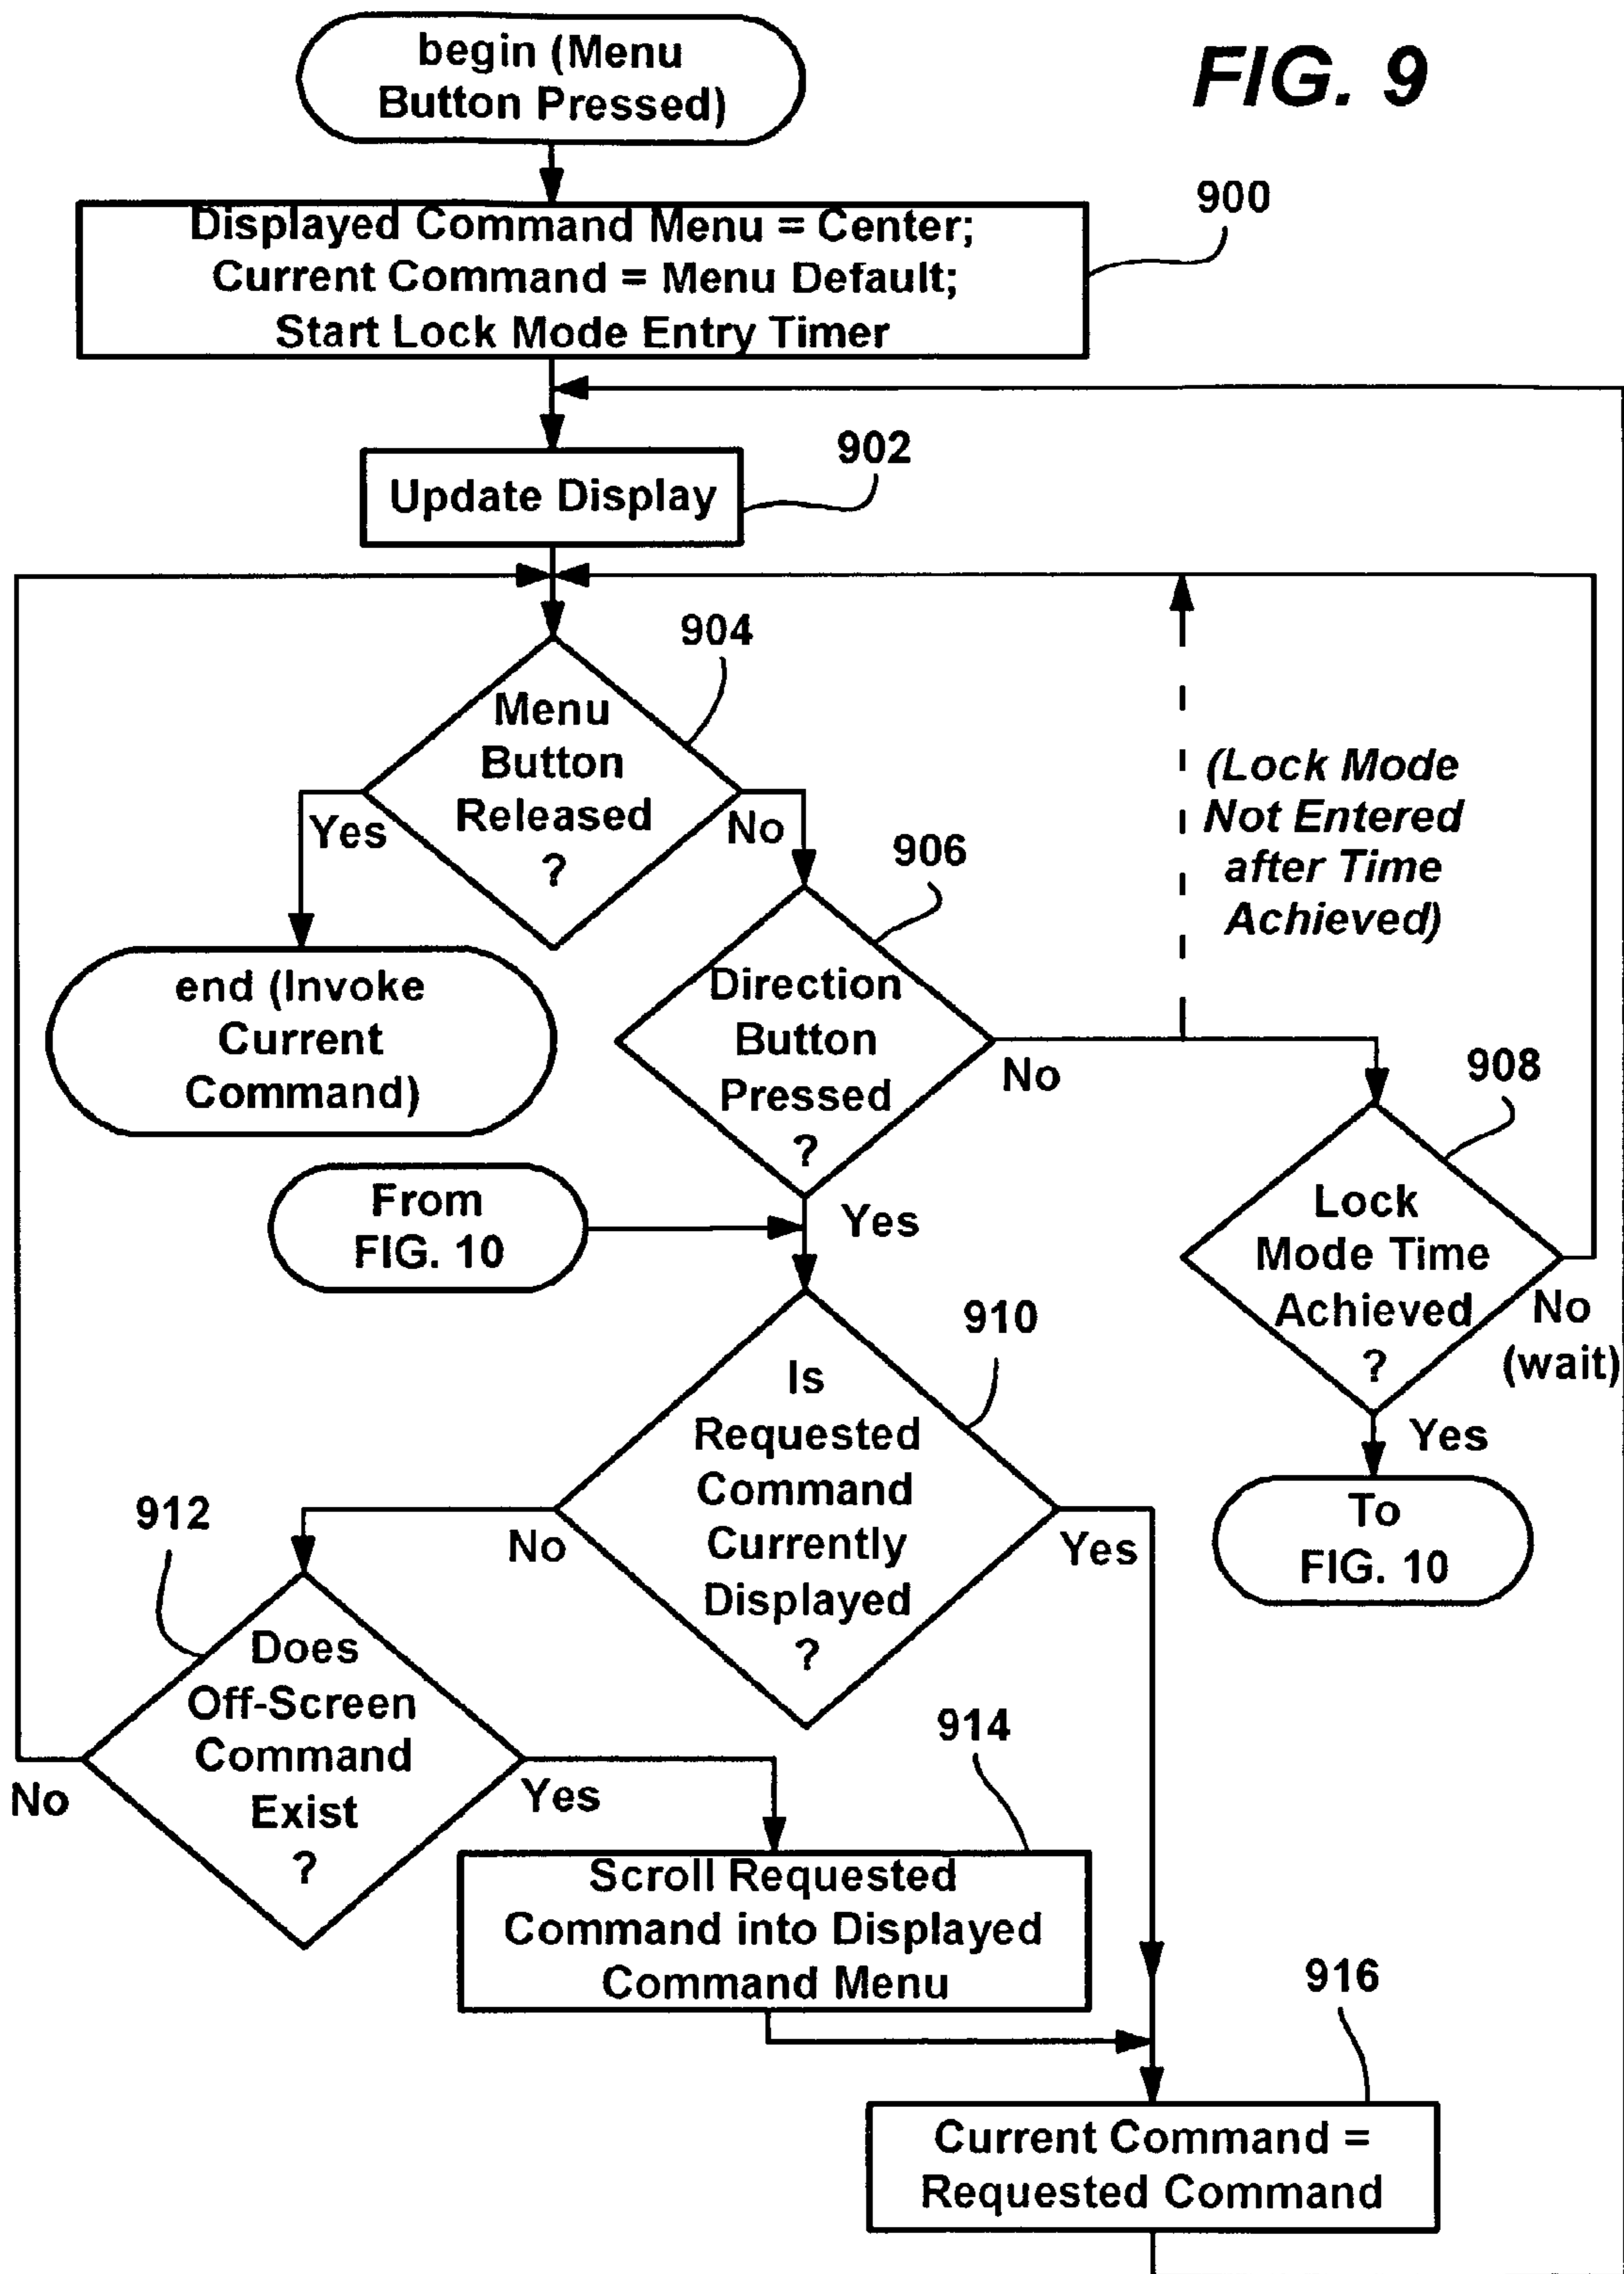 begin (Menu
Button Pressed)
FIG. 9
900
Displayed Command Menu = Center;
Current Command = Menu Default;
Start Lock Mode Entry Timer
902
Update Display
904
Menu
Button
Released
?
Yes
No
906
(Lock Mode
Not Entered
after Time
Achieved)
end (Invoke
Current
Command)
Direction
Button
Pressed
?
No
Yes
908
Lock
Mode Time
Achieved
?
No
(wait)
Yes
To
FIG. 10
From
FIG. 10
910
Is
Requested
Command
Currently
Displayed
?
No
Yes
912
Does
Off-Screen
Command
Exist
?
No
Yes
914
Scroll Requested
Command into Displayed
Command Menu
916
Current Command =
Requested Command